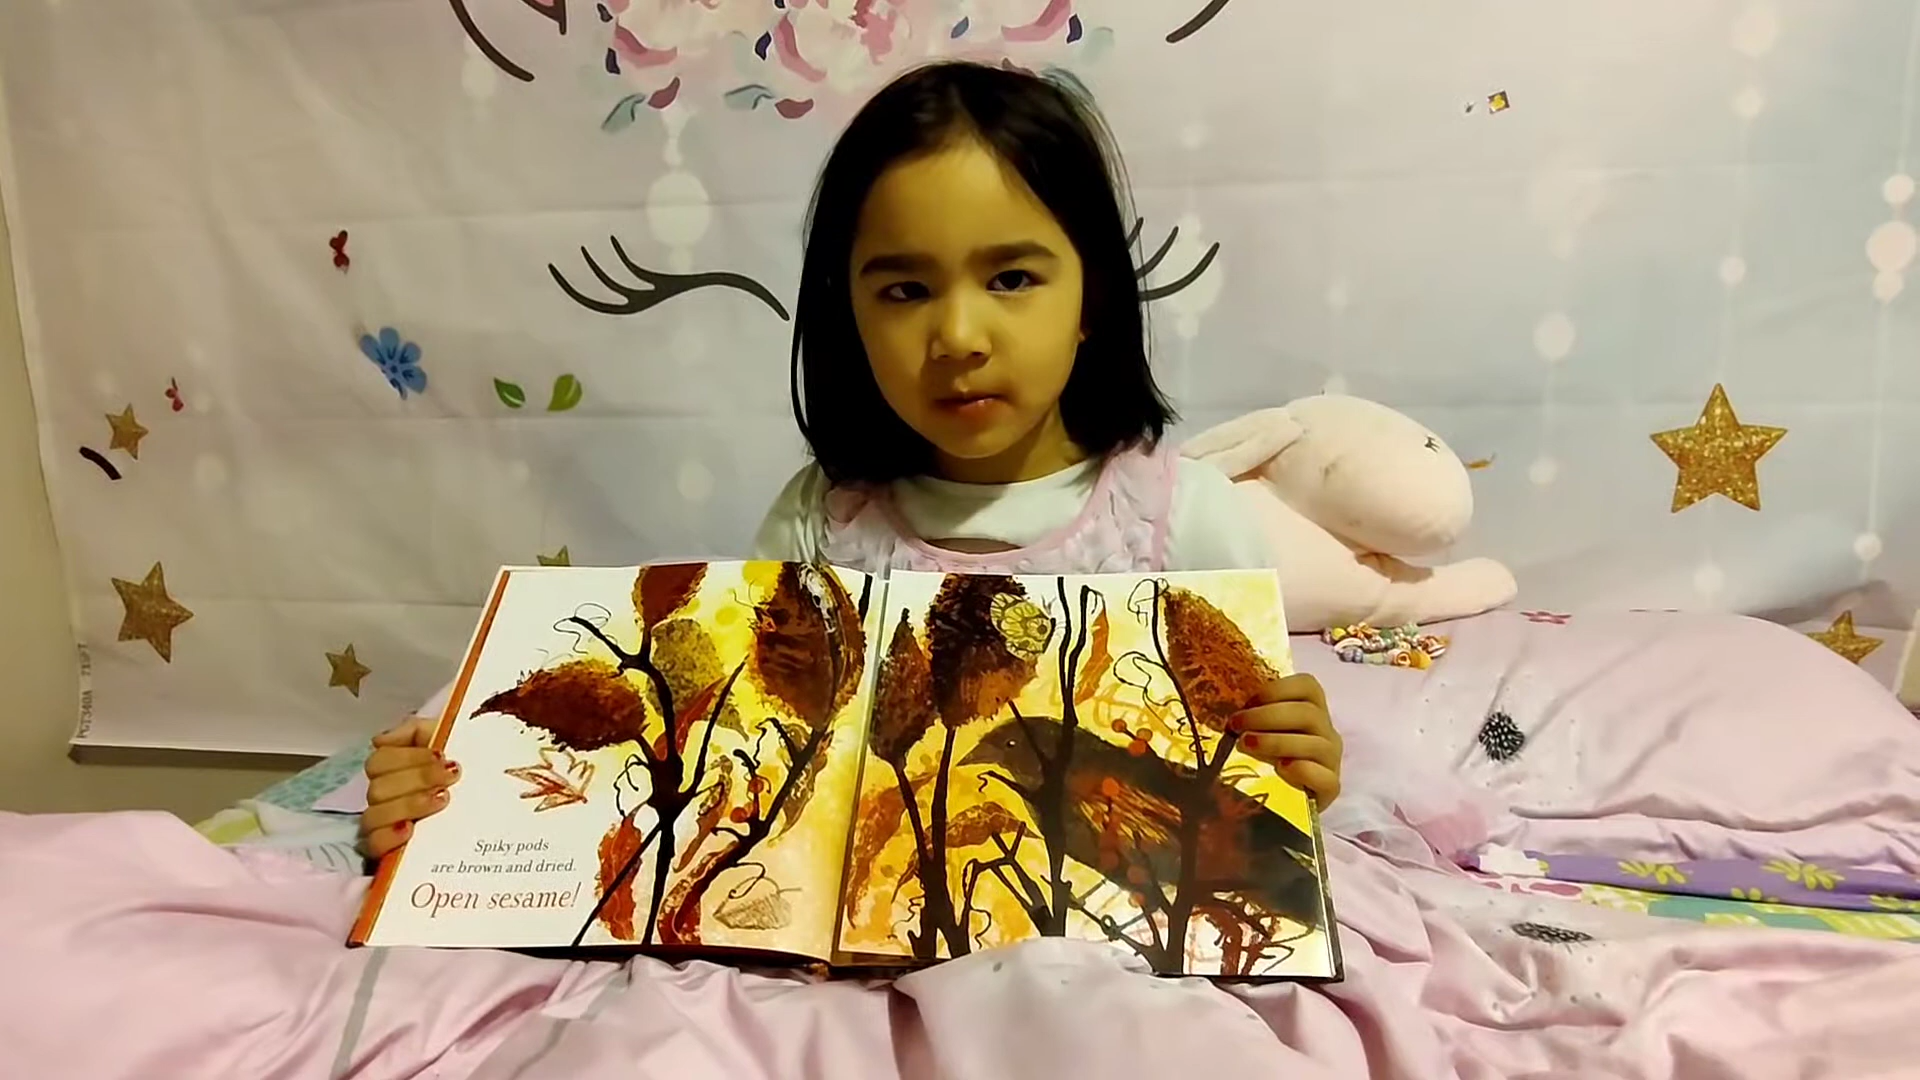 Spiky pods
are brown and dried.
Open sesame!